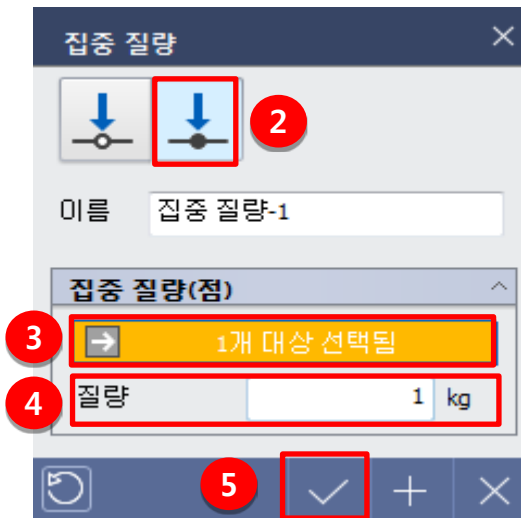 집중 질량
2
이름 집중 질량-1
집중 질량(점)
3 1개 대상 선택됨
4 질량 1 kg
5